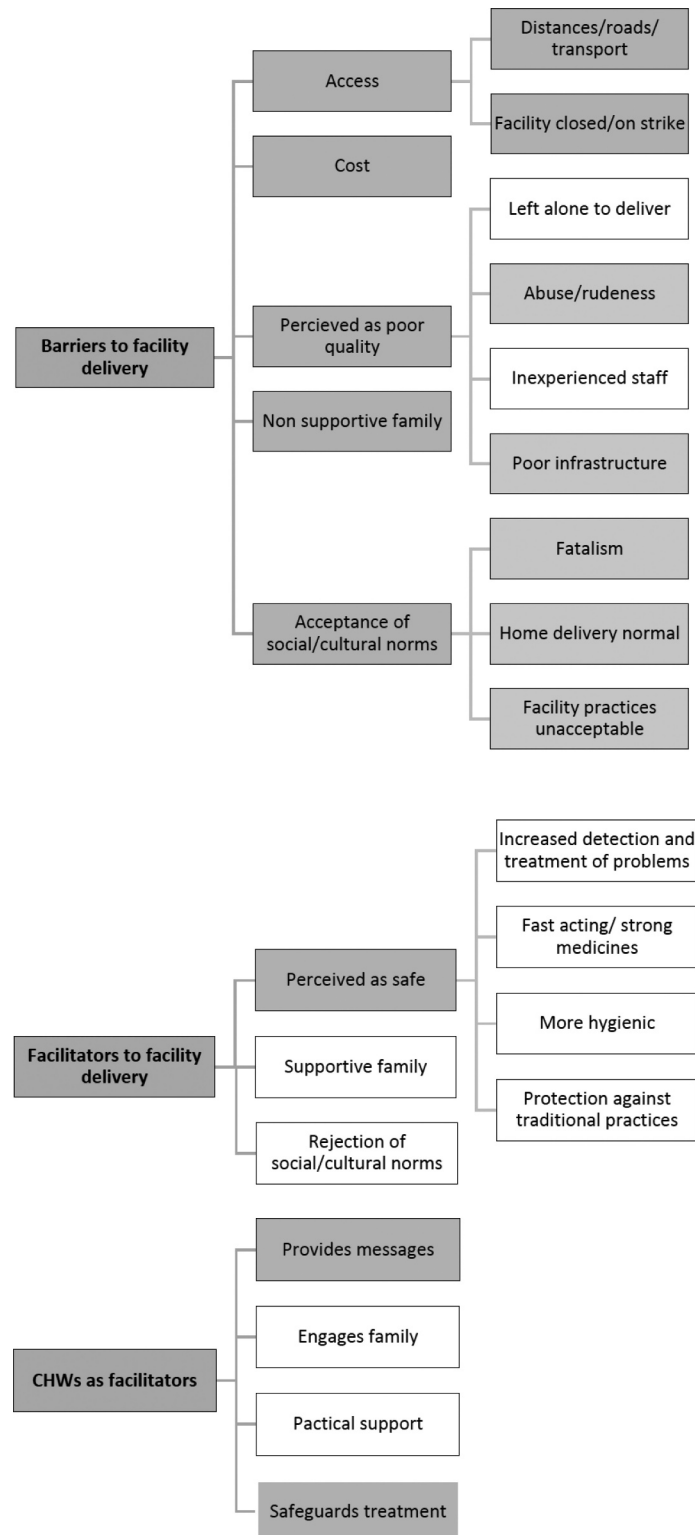 Barriers to facility
delivery
Access
Distances/roads/
transport
Facility closed/on strike
Cost
Percieved as poor
quality
Left alone to deliver
Abuse/rudeness
Inexperienced staff
Poor infrastructure
Non supportive family
Acceptance of
social/cultural norms
Fatalism
Home delivery normal
Facility practices
unacceptable
Facilitators to facility
delivery
Perceived as safe
Increased detection and
treatment of problems
Fast acting/ strong
medicines
More hygienic
Protection against
traditional practices
Supportive family
Rejection of
social/cultural norms
CHWs as facilitators
Provides messages
Engages family
Pactical support
Safeguards treatment